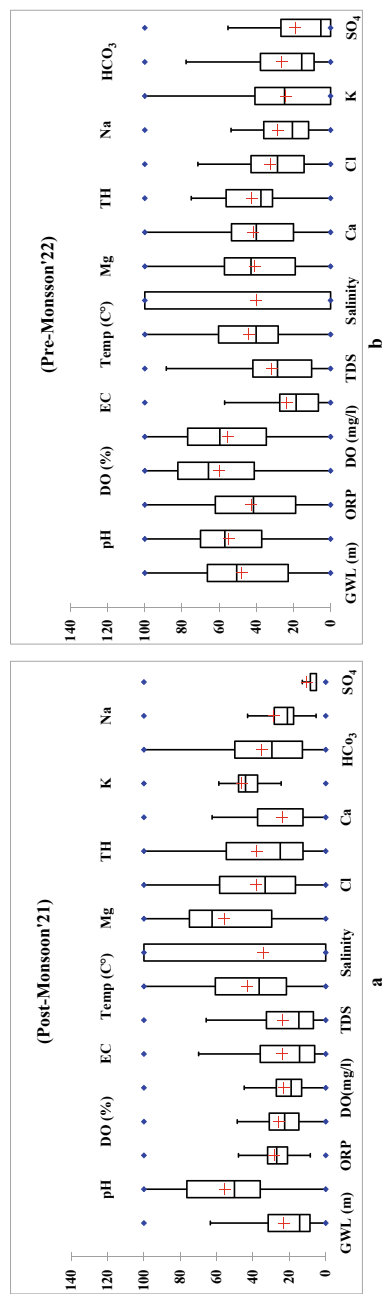 (Post-Monsoon'21)
140
120
100
80
60
40
20
0
pH
DO (%)
EC
Temp (C°)
Mg
TH
K
Na
GWL (m)
ORP
DO(mg/l)
TDS
Salinity
Cl
Ca
HCo3
SO4
a
(Pre-Monsson'22)
140
120
100
80
60
40
20
0
pH
DO (%)
EC
Temp (C°)
Mg
TH
Na
HCO3
GWL (m)
ORP
DO (mg/l)
TDS
Salinity
Ca
Cl
K
SO4
b